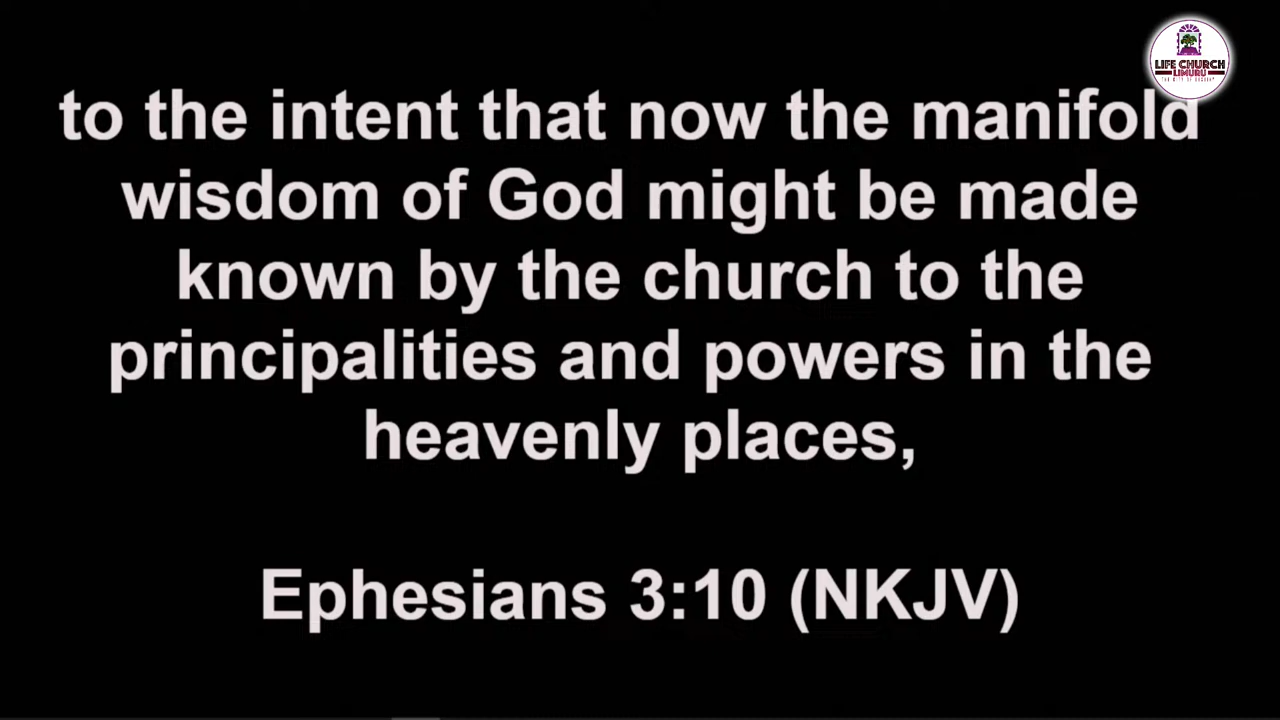 LIFE CHURCH
LIMURU
to the intent that now the manifold
wisdom of God might be made
known by the church to the
principalities and powers in the
heavenly places,
Ephesians 3:10 (NKJV)